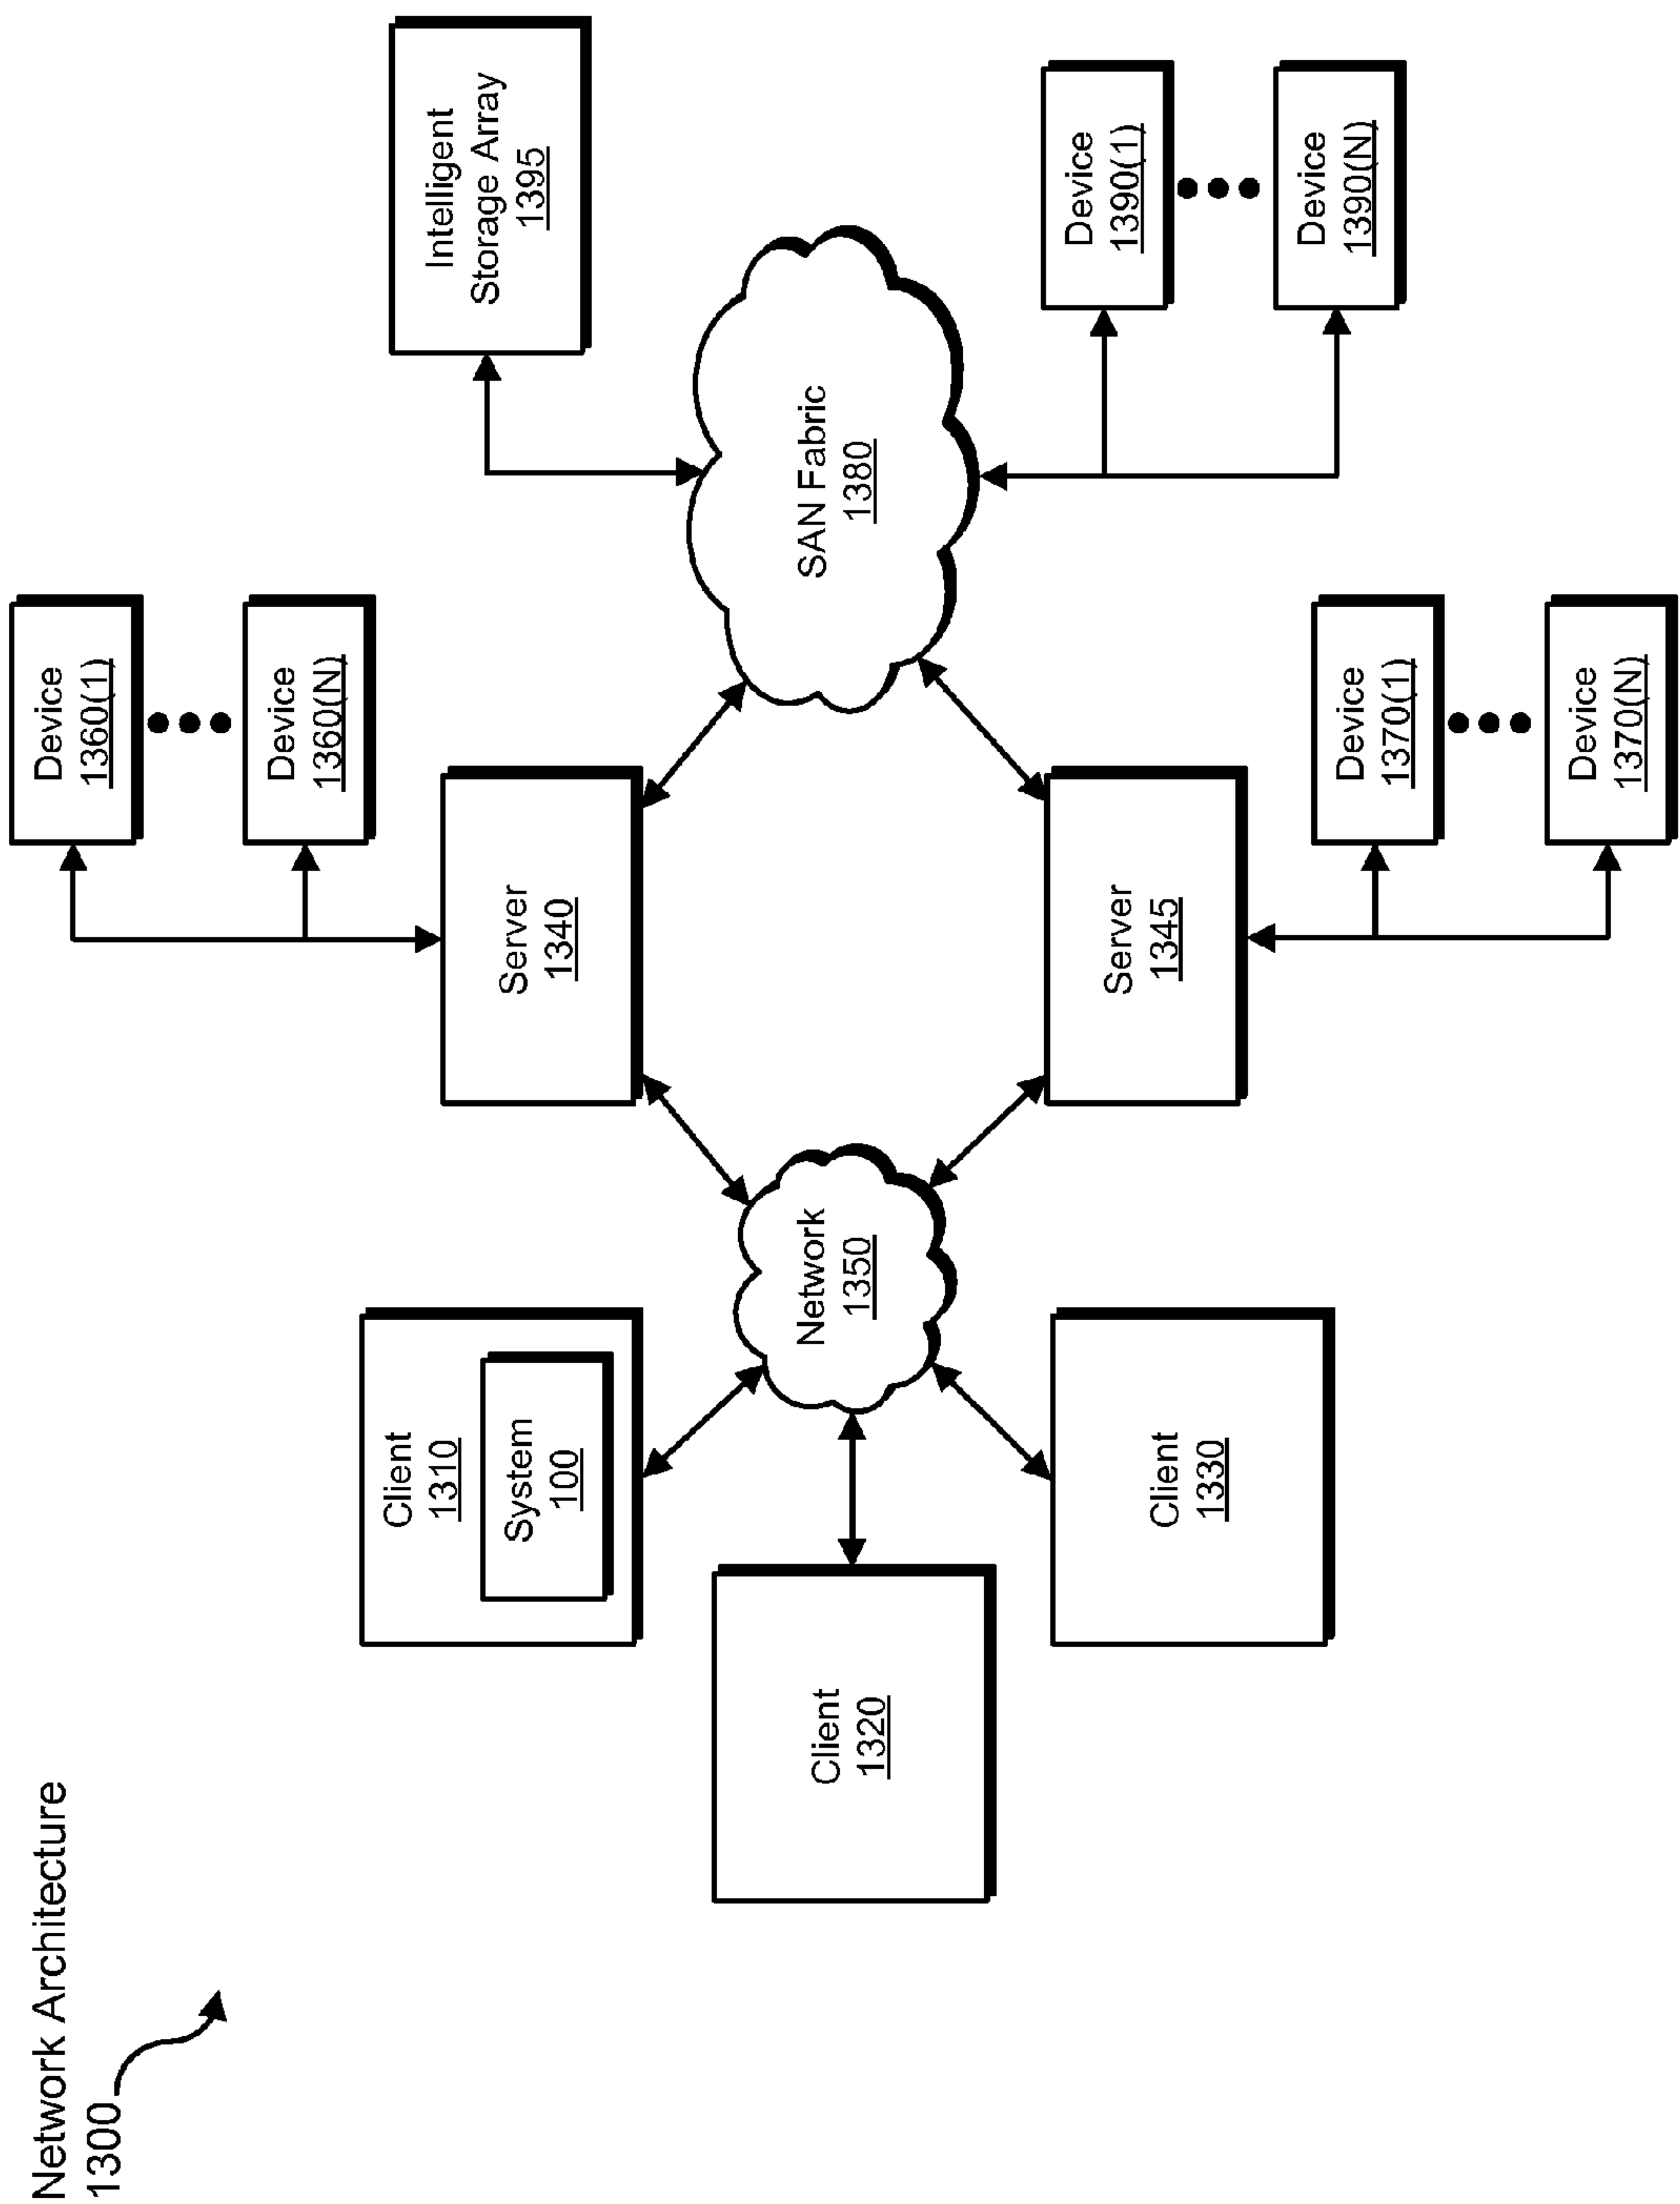 Network Architecture
1300
Client
1310
System
100
Client
1320
Client
1330
Network
1350
Server
1340
Server
1345
Device
1360(1)
Device
1360(N)
Device
1370(1)
Device
1370(N)
SAN Fabric
1380
Intelligent
Storage Array
1395
Device
1390(1)
Device
1390(N)